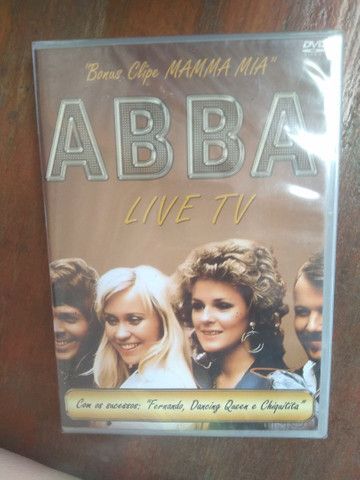 DVD
"Bonus Clipe MAMMA MIA"
ABBA
LIVE TV
Com os sucessos: "Fernando, Dancing Queen e Chiquitita"